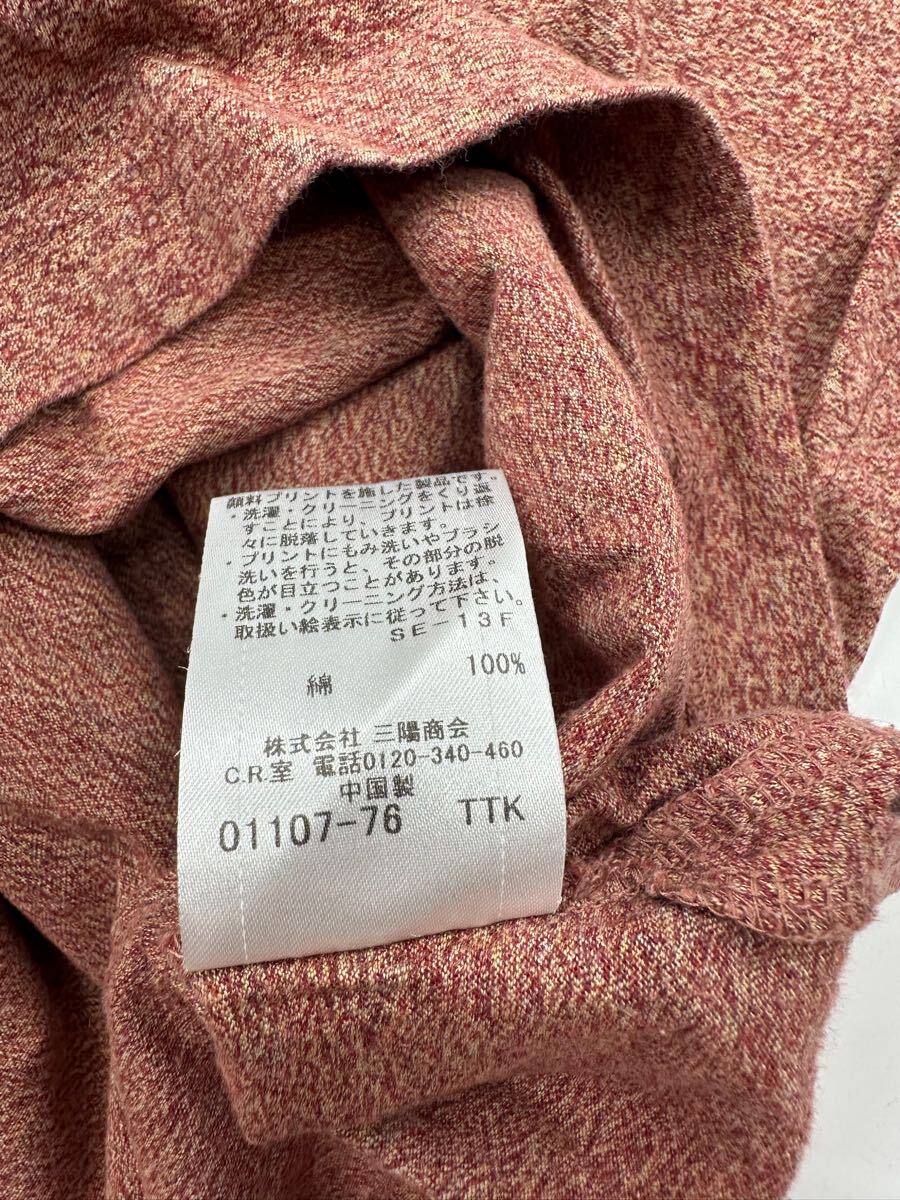 顔料プリントを施した製品です。
・洗濯・クリーニングをくり返
すことにより、プリントは徐
々に脱落していきます。
・プリントにもみ洗いやブラシ
洗いを行うと、その部分の脱
色が目立つことがあります。
・洗濯・クリーニング方法は、
取扱い絵表示に従って下さい。
SE-13F
綿 100%
株式会社 三陽商会
C.R.室 電話0120-340-460
中国製
01107-76 TTK